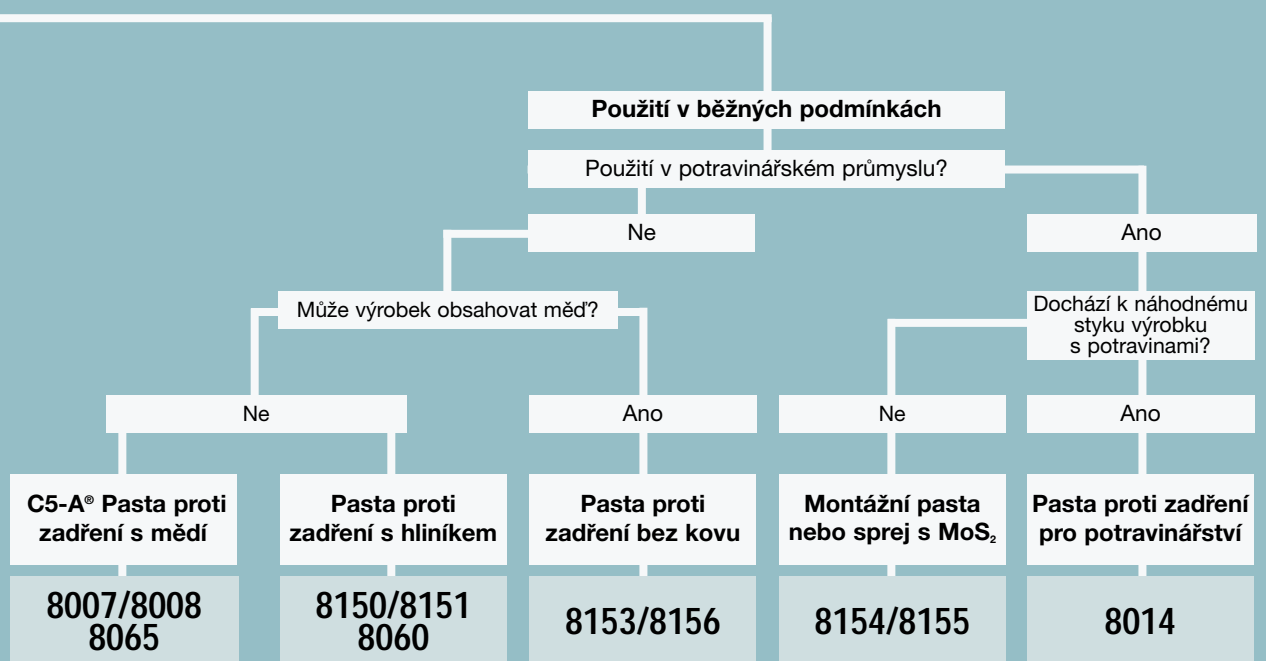 Použití v běžných podmínkách
Použití v potravinářském průmyslu?
Ne
Ano
Může výrobek obsahovat měď?
Dochází k náhodnému
styku výrobku
s potravinami?
Ne
Ano
Ne
Ano
C5-A® Pasta proti
zadření s mědí
Pasta proti
zadření s hliníkem
Pasta proti
zadření bez kovu
Montážní pasta
nebo sprej s MoS₂
Pasta proti zadření
pro potravinářství
8007/8008
8065
8150/8151
8060
8153/8156
8154/8155
8014